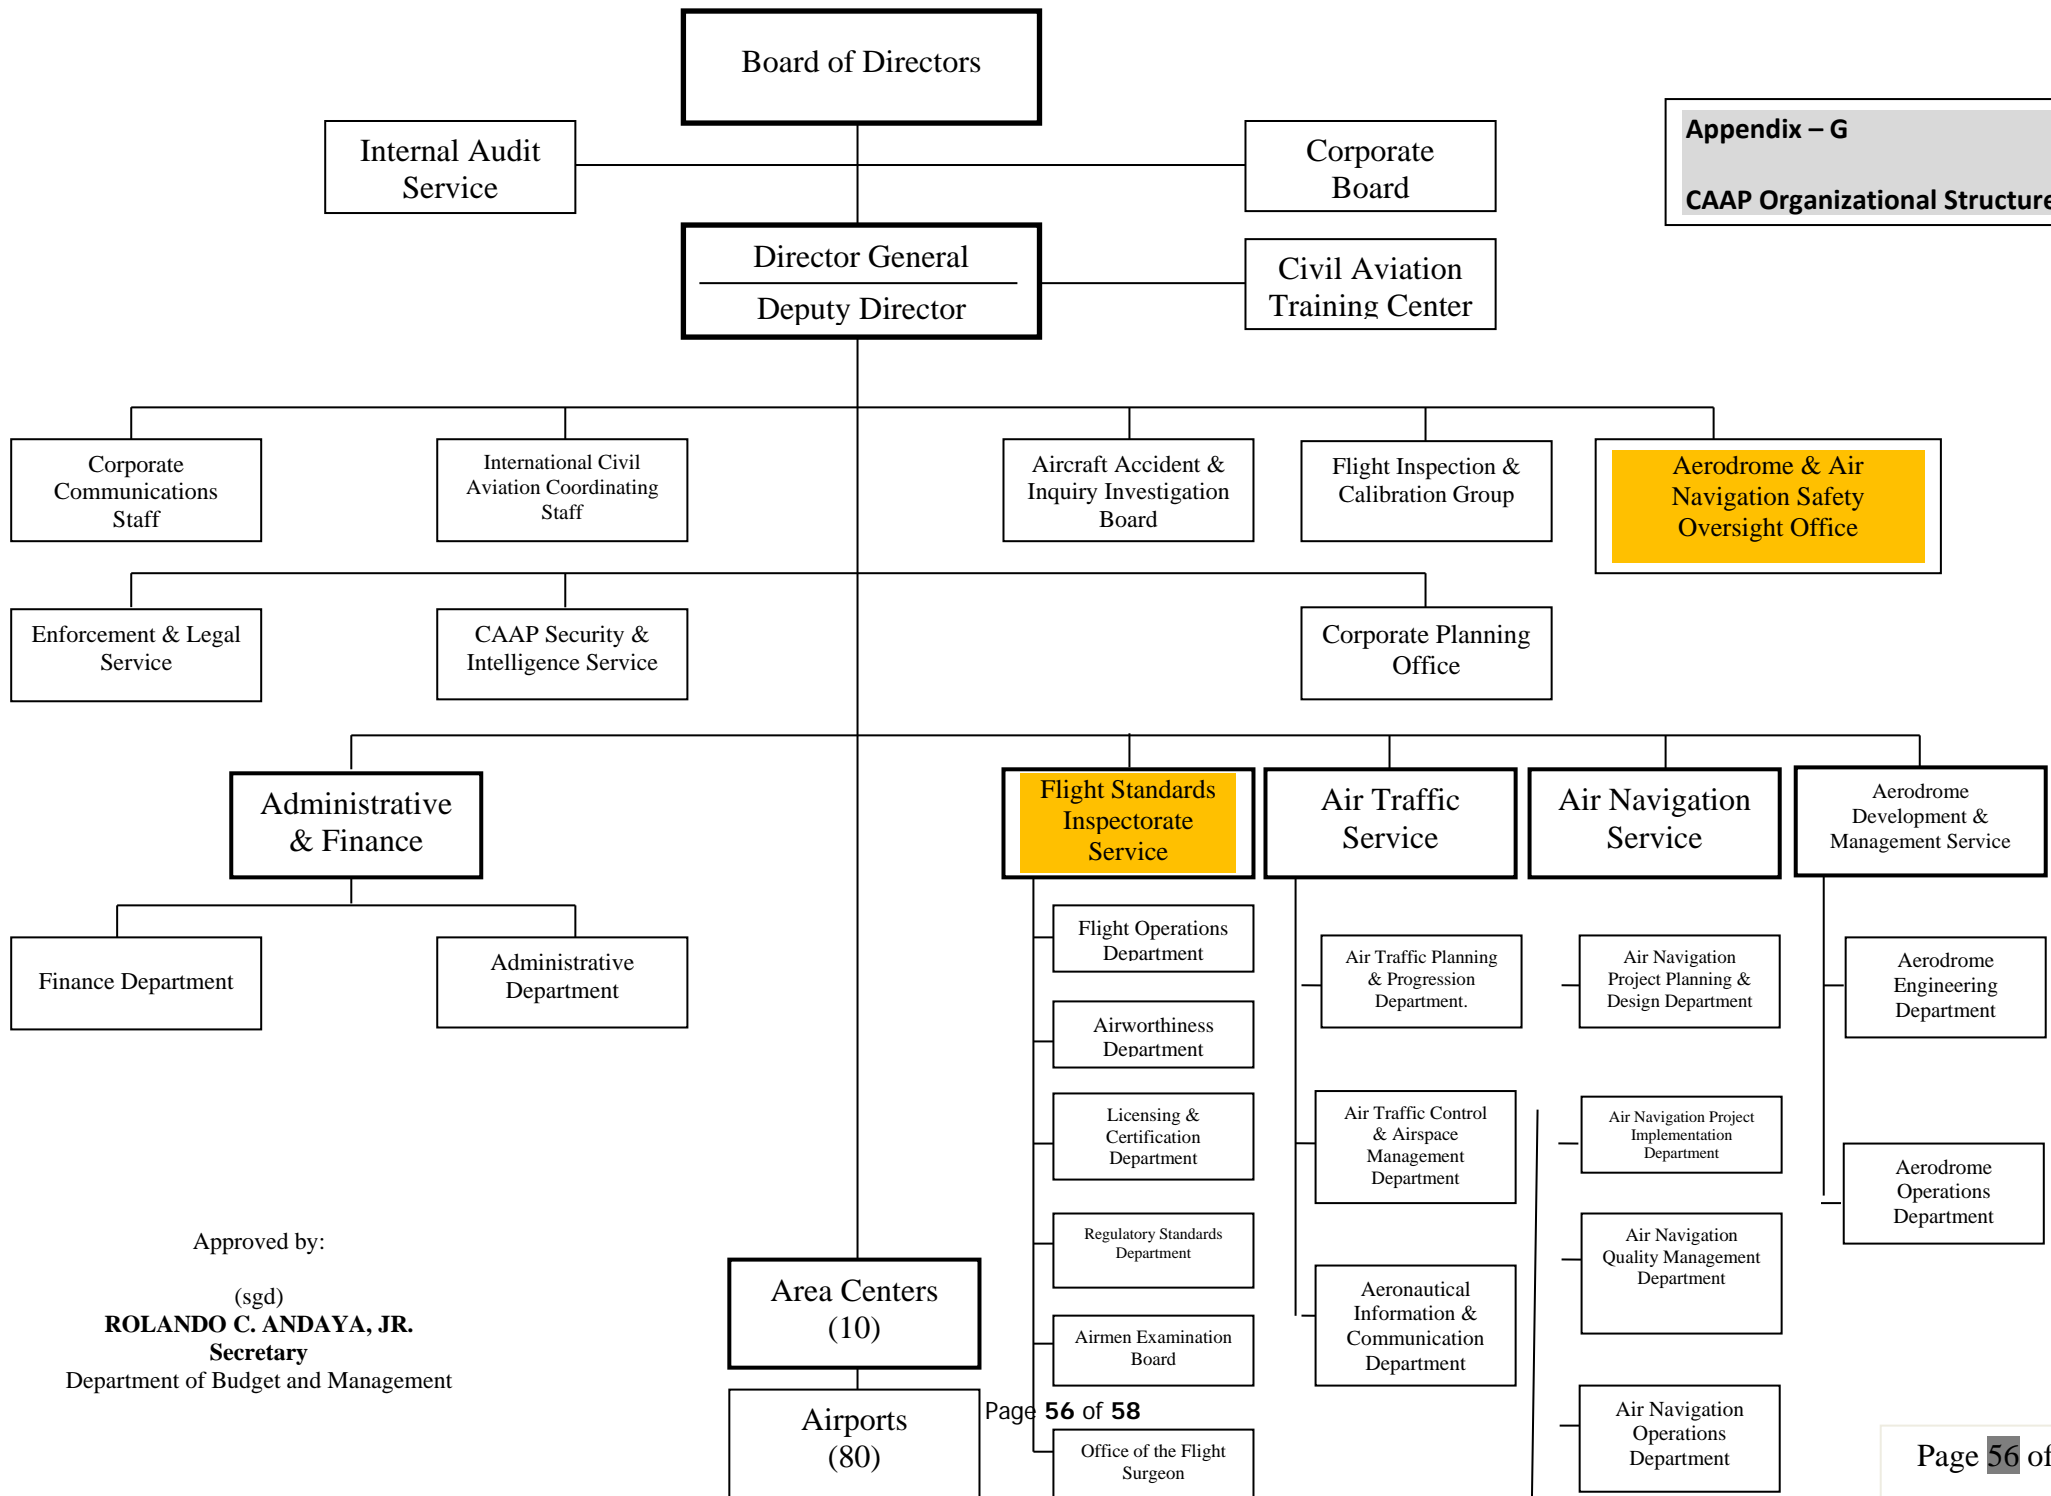 Board of Directors
Internal Audit
Service
Corporate
Board
Appendix – G
CAAP Organizational Structure
Director General
Deputy Director
Civil Aviation
Training Center
Corporate
Communications
Staff
International Civil
Aviation Coordinating
Staff
Aircraft Accident &
Inquiry Investigation
Board
Flight Inspection &
Calibration Group
Aerodrome & Air
Navigation Safety
Oversight Office
Enforcement & Legal
Service
CAAP Security &
Intelligence Service
Corporate Planning
Office
Administrative
& Finance
Flight Standards
Inspectorate
Service
Air Traffic
Service
Air Navigation
Service
Aerodrome
Development &
Management Service
Finance Department
Administrative
Department
Flight Operations
Department
Airworthiness
Department
Licensing &
Certification
Department
Regulatory Standards
Department
Airmen Examination
Board
Office of the Flight
Surgeon
Air Traffic Planning
& Progression
Department.
Air Traffic Control
& Airspace
Management
Department
Aeronautical
Information &
Communication
Department
Air Navigation
Project Planning &
Design Department
Air Navigation Project
Implementation
Department
Air Navigation
Quality Management
Department
Air Navigation
Operations
Department
Aerodrome
Engineering
Department
Aerodrome
Operations
Department
Area Centers
(10)
Airports
(80)
Approved by:
(sgd)
ROLANDO C. ANDAYA, JR.
Secretary
Department of Budget and Management
Page 56 of 58
Page 56 of